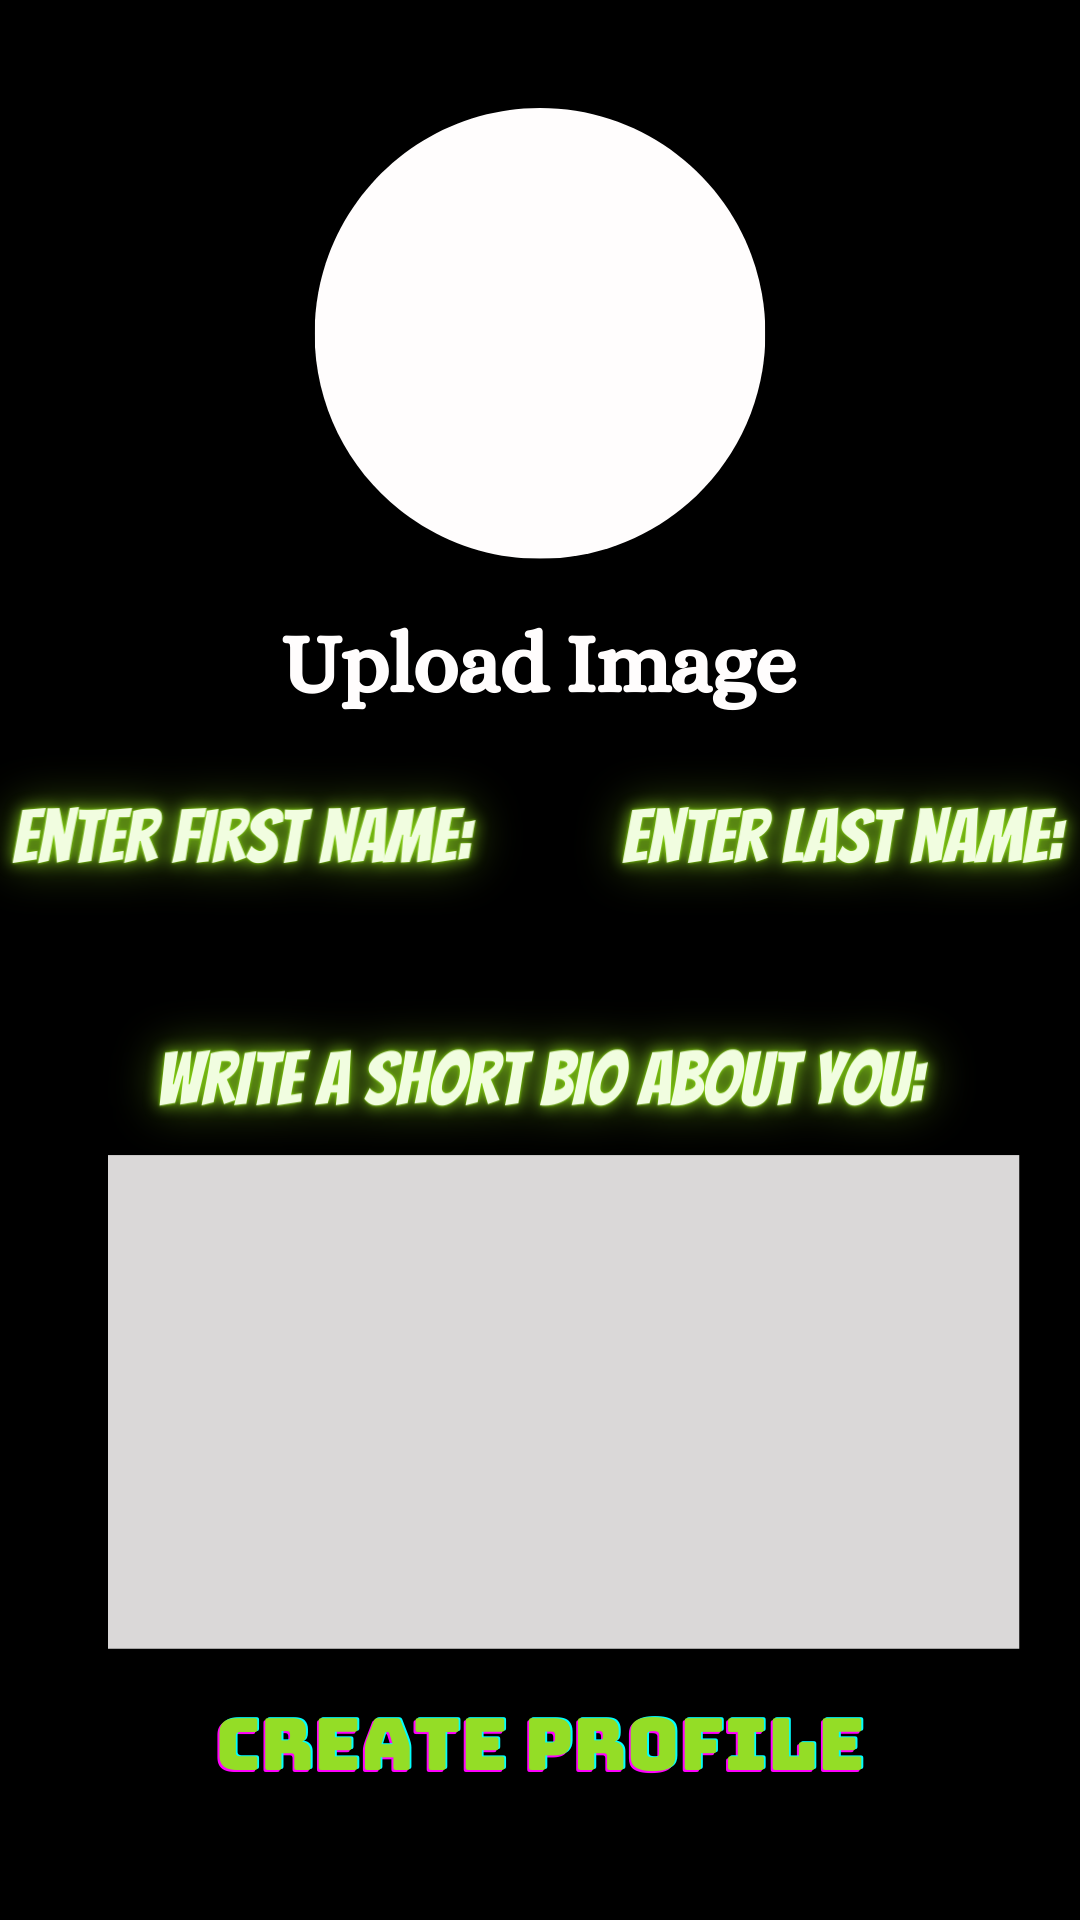 Upload Image
ENTER FIRST NAME:
ENTER LAST NAME:
WRITE A SHORT BIO ABOUT YOU:
CREATE PROFILE